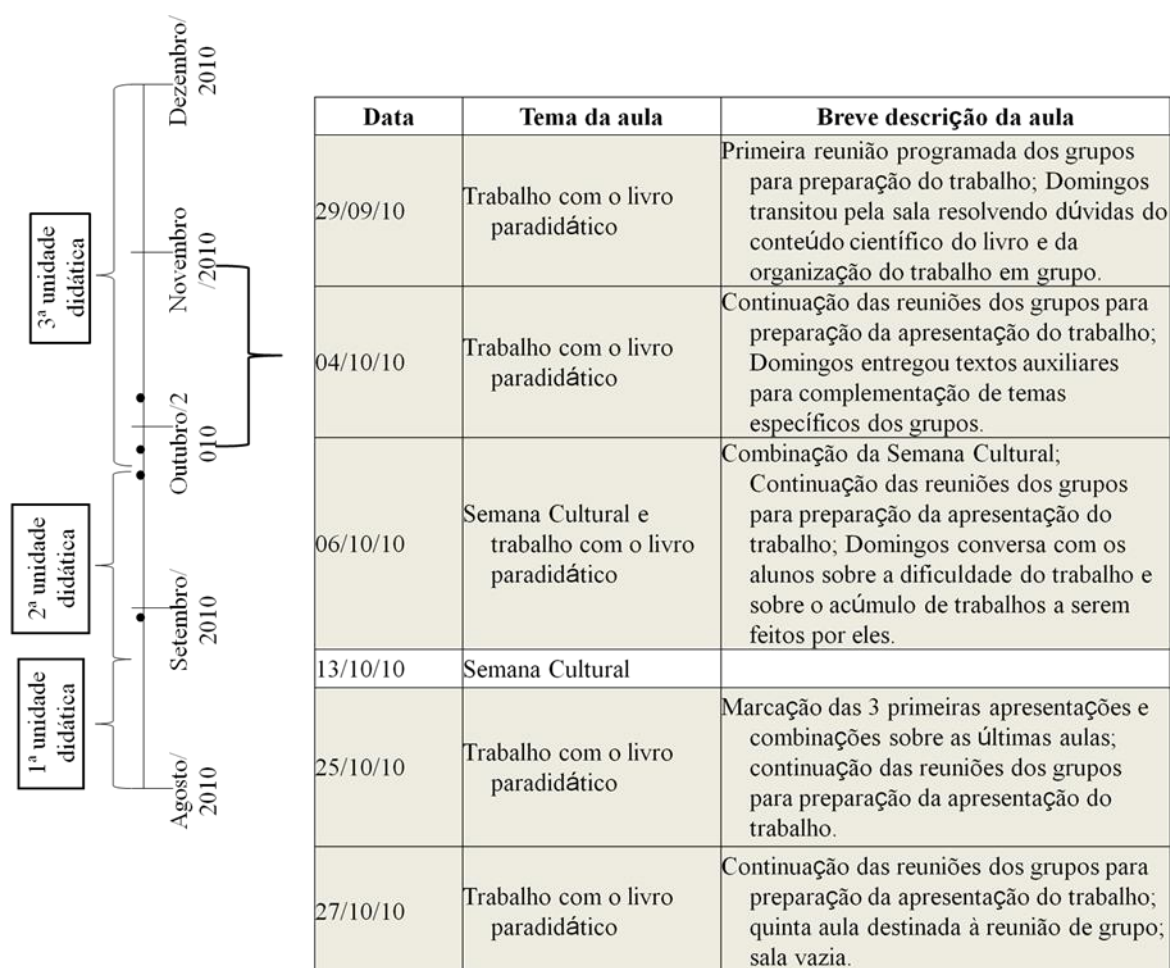 Dezembro/
2010
Novembro
/2010
Outubro/2
010
Setembro/
2010
Agosto/
2010
3ª unidade
didática
2ª unidade
didática
1ª unidade
didática
Data Tema da aula Breve descrição da aula
29/09/10
Trabalho com o livro
paradidático
Primeira reunião programada dos grupos
para preparação do trabalho; Domingos
transitou pela sala resolvendo dúvidas do
conteúdo científico do livro e da
organização do trabalho em grupo.
04/10/10
Trabalho com o livro
paradidático
Continuação das reuniões dos grupos para
preparação da apresentação do trabalho;
Domingos entregou textos auxiliares
para complementação de temas
específicos dos grupos.
06/10/10
Semana Cultural e
trabalho com o livro
paradidático
Combinação da Semana Cultural;
Continuação das reuniões dos grupos
para preparação da apresentação do
trabalho; Domingos conversa com os
alunos sobre a dificuldade do trabalho e
sobre o acúmulo de trabalhos a serem
feitos por eles.
13/10/10 Semana Cultural
25/10/10
Trabalho com o livro
paradidático
Marcação das 3 primeiras apresentações e
combinações sobre as últimas aulas;
continuação das reuniões dos grupos
para preparação da apresentação do
trabalho.
27/10/10
Trabalho com o livro
paradidático
Continuação das reuniões dos grupos para
preparação da apresentação do trabalho;
quinta aula destinada à reunião de grupo;
sala vazia.